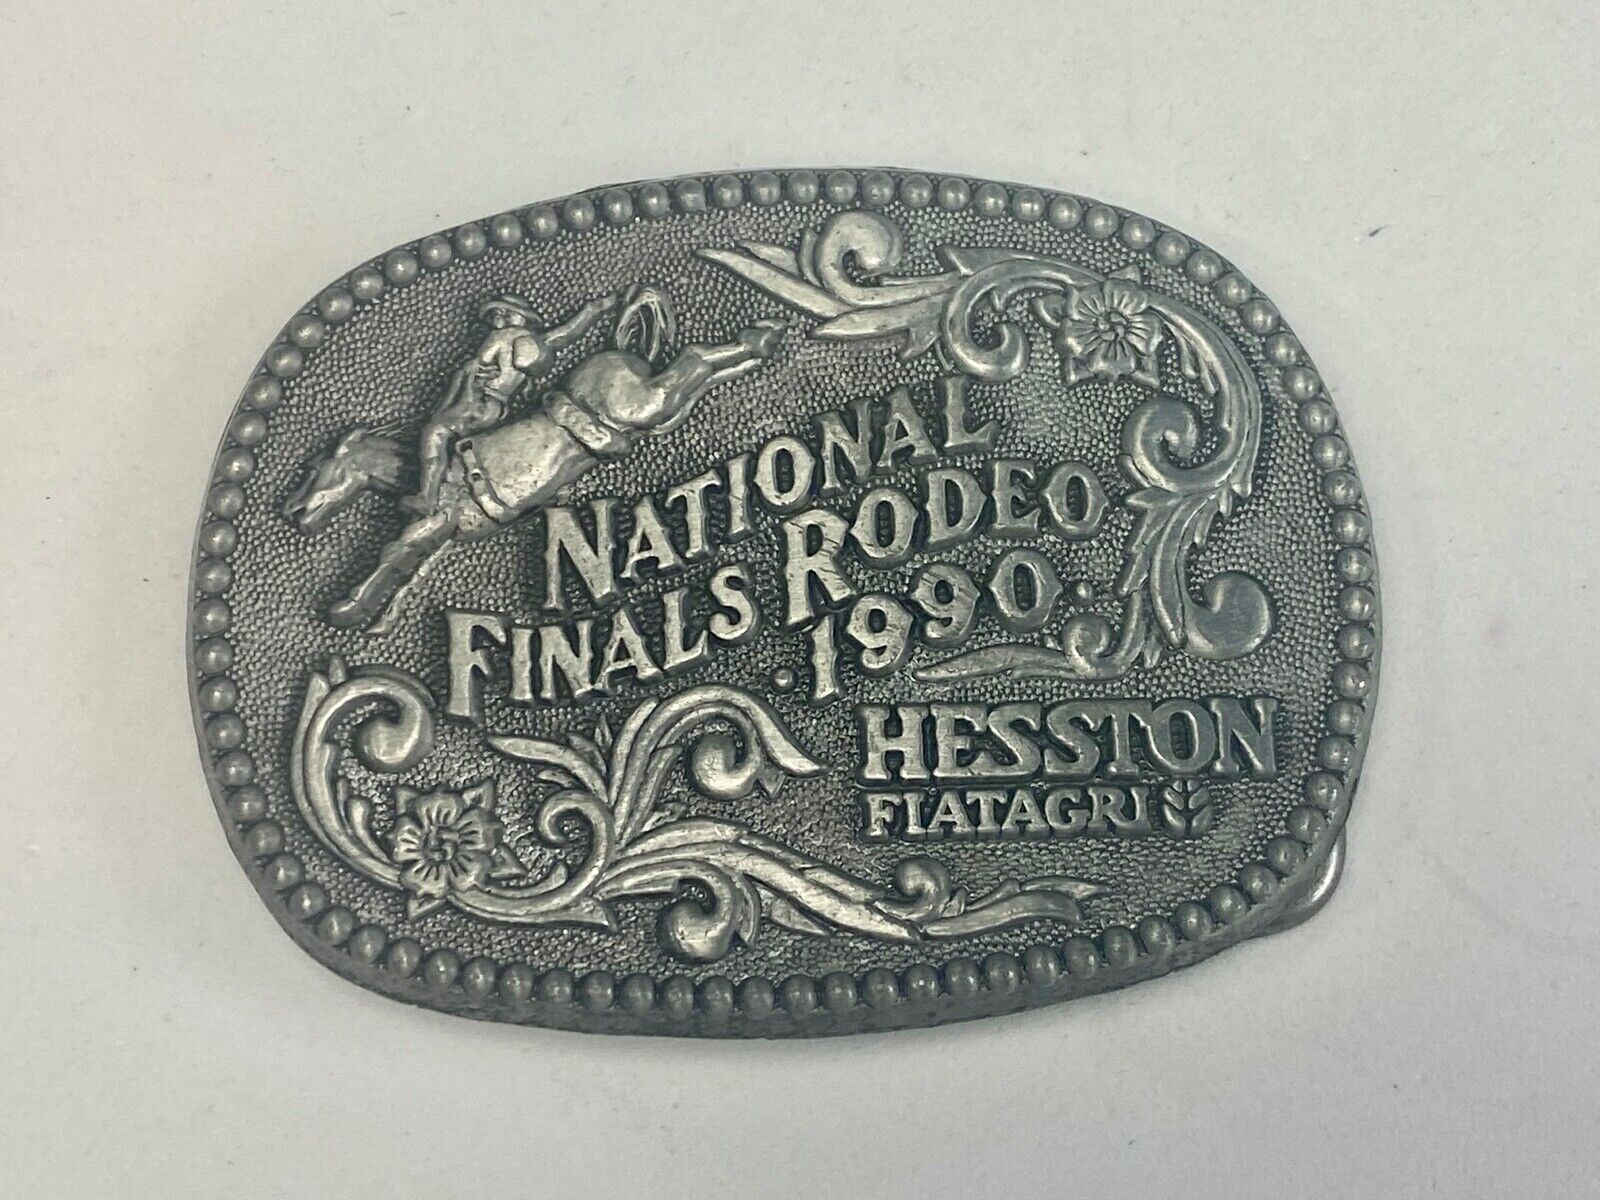 NATIONAL
FINALS RODEO
·1990·
HESSTON
FIATAGRI